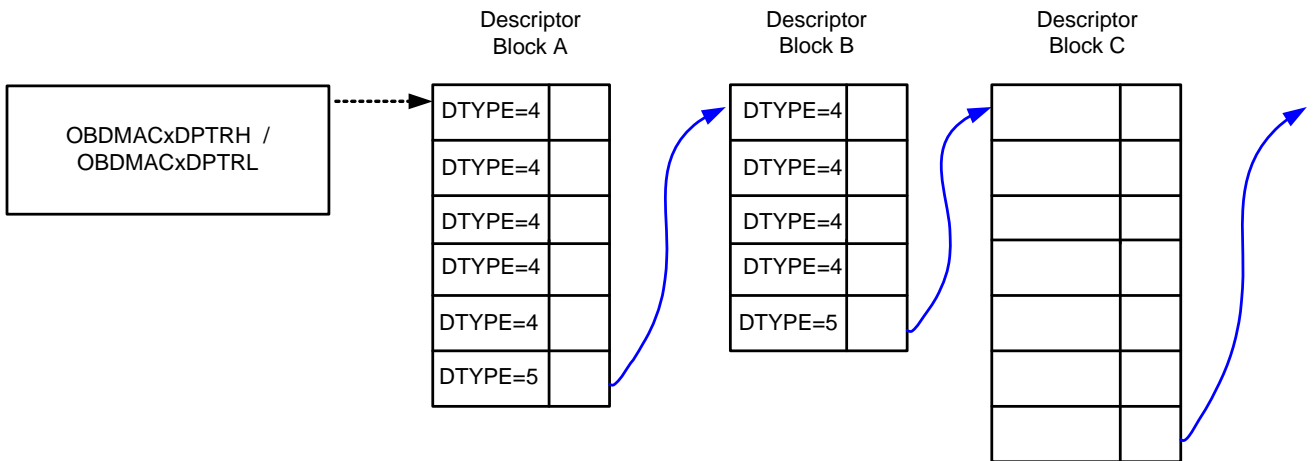 Descriptor
Block A
Descriptor
Block B
Descriptor
Block C
OBDMACxDPTRH /
OBDMACxDPTRL
DTYPE=4
DTYPE=4
DTYPE=4
DTYPE=4
DTYPE=4
DTYPE=5
DTYPE=4
DTYPE=4
DTYPE=4
DTYPE=4
DTYPE=5